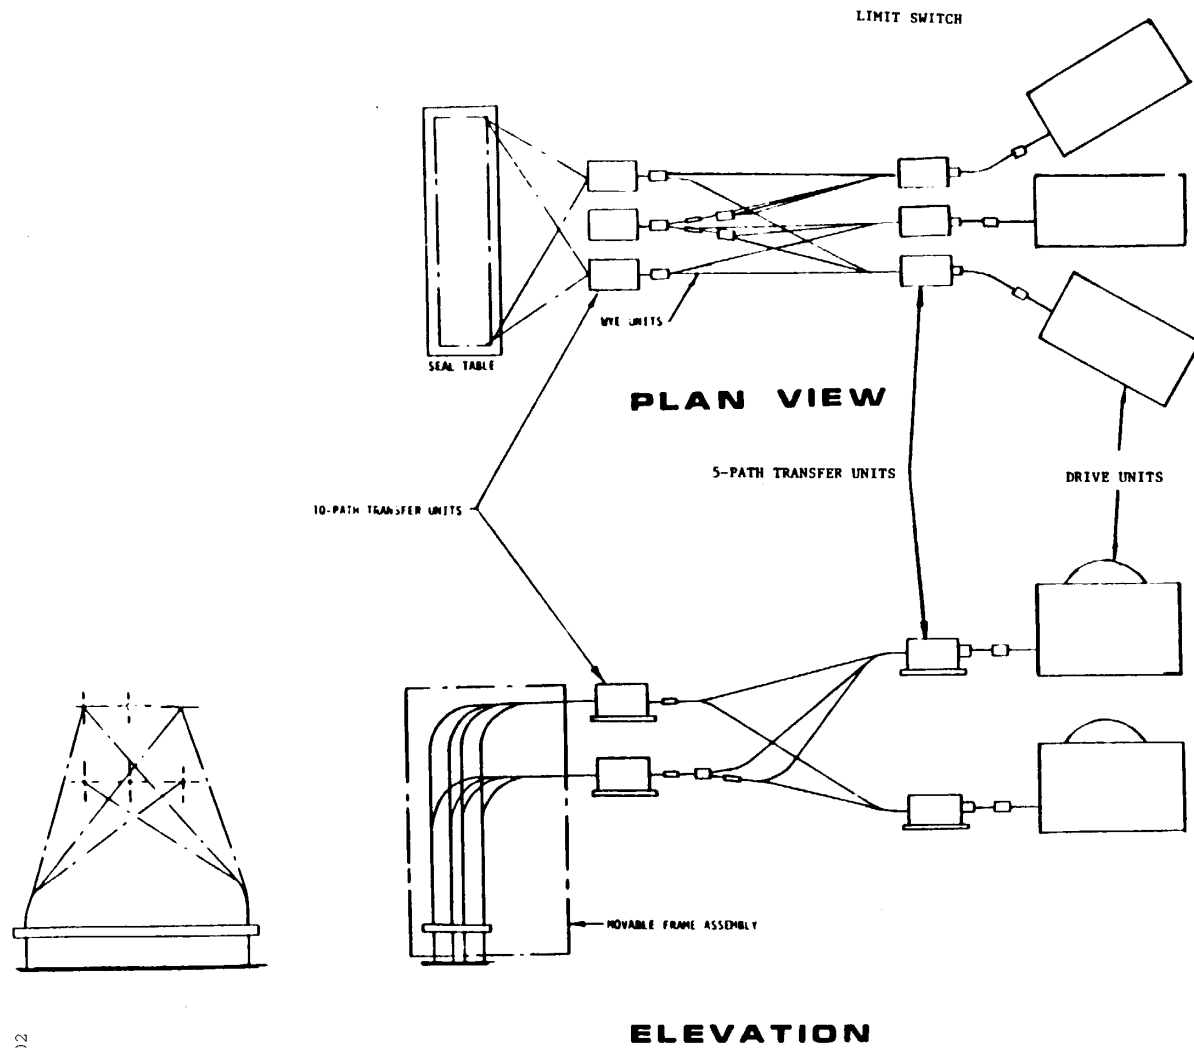 LIMIT SWITCH
SEAL TABLE
WYE UNITS
PLAN VIEW
5-PATH TRANSFER UNITS
DRIVE UNITS
10-PATH TRANSFER UNITS
MOVABLE FRAME ASSEMBLY
ELEVATION
02